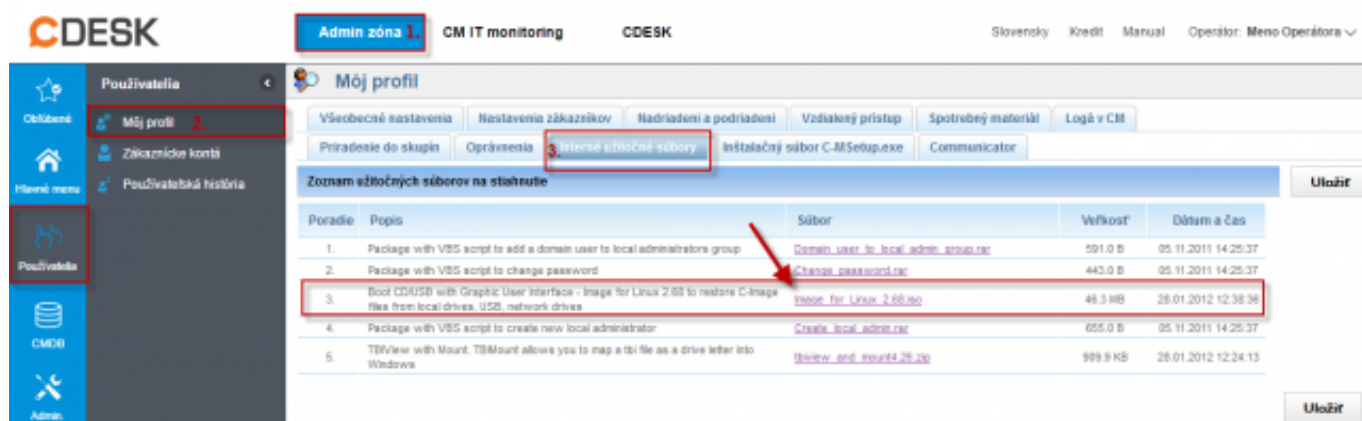 CDESK
Admin zóna 1. CM IT monitoring CDESK Slovensky Kredit Manual Operátor: Meno Operátora
Obľúbené
Hlavné menu
Používatelia
CMDB
Admin.
Používatelia
Môj profil 2.
Zákaznícke kontá
Používateľská história
Môj profil
Všeobecné nastavenia Nastavenia zákazníkov Nadriadení a podriadení Vzdialený prístup Spotrebný materiál Logá v CM
Priradenie do skupín Oprávnenia 3. Interné užitočné súbory Inštalačný súbor C-MSetup.exe Communicator
Zoznam užitočných súborov na stiahnutie Uložiť
Poradie Popis Súbor Veľkosť Dátum a čas
1. Package with VBS script to add a domain user to local administrators group Domain_user_to_local_admin_group.rar 591.0 B 05.11.2011 14:25:37
2. Package with VBS script to change password Change_password.rar 443.0 B 05.11.2011 14:25:37
3. Boot CD/USB with Graphic User Interface - Image for Linux 2.68 to restore C-Image files from local drives, USB, network drives Image_for_Linux_2.68.iso 46.3 MB 28.01.2012 12:38:36
4. Package with VBS script to create new local administrator Create_local_admin.rar 655.0 B 05.11.2011 14:25:37
5. TBIView with Mount. TBIMount allows you to map a tbi file as a drive letter into Windows tbiview_and_mount4.26.zip 909.9 KB 28.01.2012 12:24:13
Uložiť